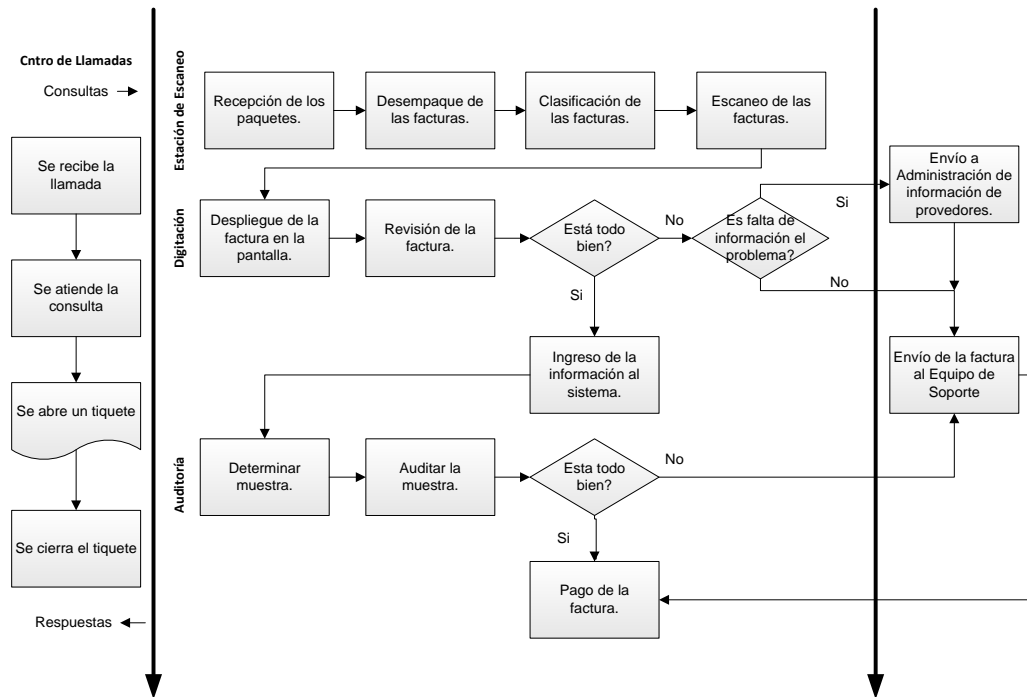 Cntro de Llamadas
Consultas
Se recibe la
llamada
Se atiende la
consulta
Se abre un tiquete
Se cierra el tiquete
Respuestas
Estación de Escaneo
Recepción de los
paquetes.
Desempaque de
las facturas.
Clasificación de
las facturas.
Escaneo de las
facturas.
Digitación
Despliegue de la
factura en la
pantalla.
Revisión de la
factura.
Está todo
bien?
No
Es falta de
información el
problema?
Si
No
Si
Ingreso de la
información al
sistema.
Auditoría
Determinar
muestra.
Auditar la
muestra.
Esta todo
bien?
No
Si
Pago de la
factura.
Envío a
Administración de
información de
provedores.
Envío de la factura
al Equipo de
Soporte